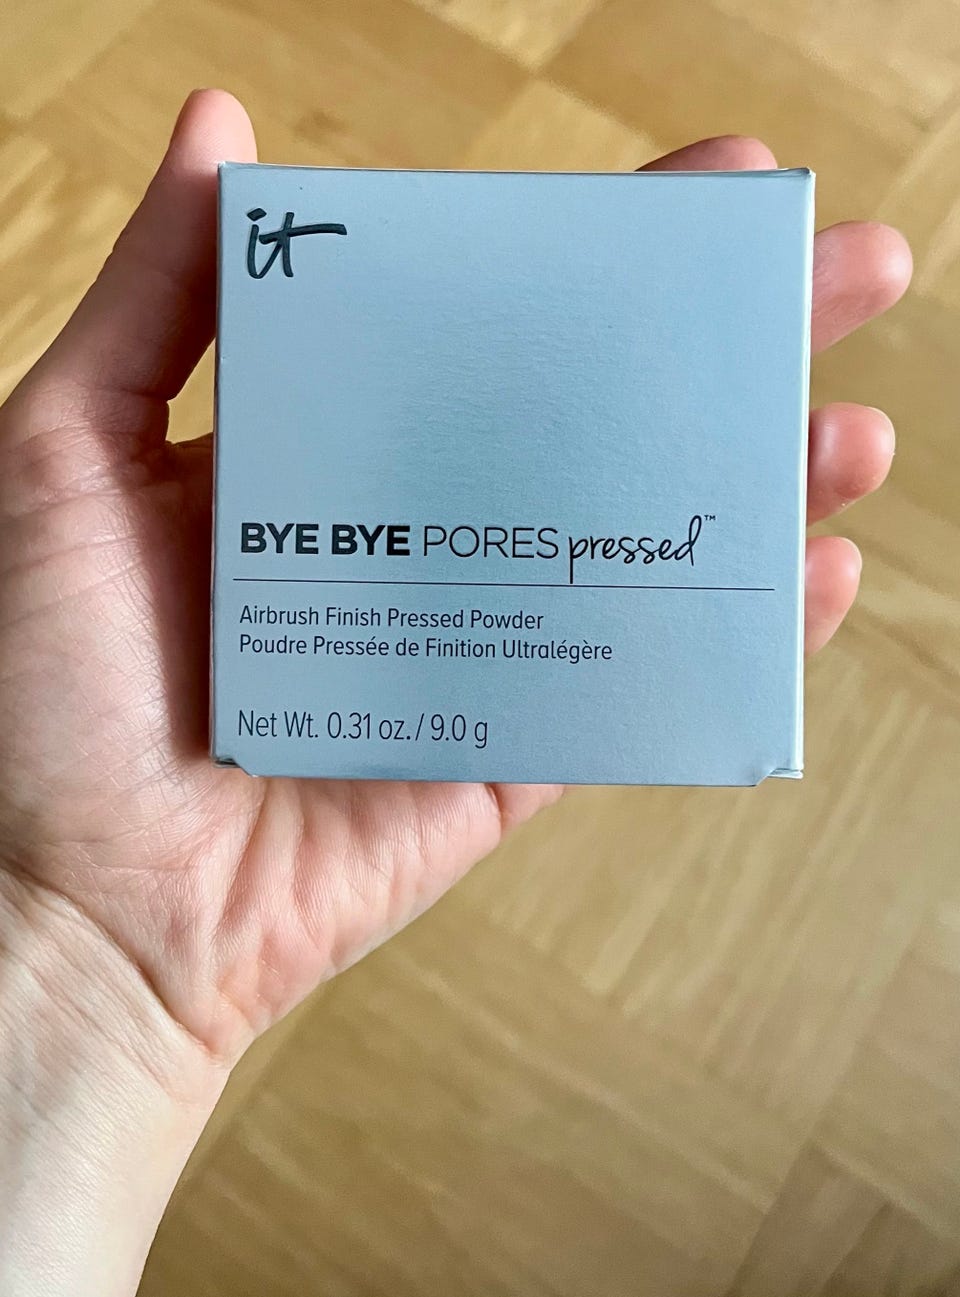 it
BYE BYE PORES pressed™
Airbrush Finish Pressed Powder
Poudre Pressée de Finition Ultralégère
Net Wt. 0.31 oz. / 9.0 g